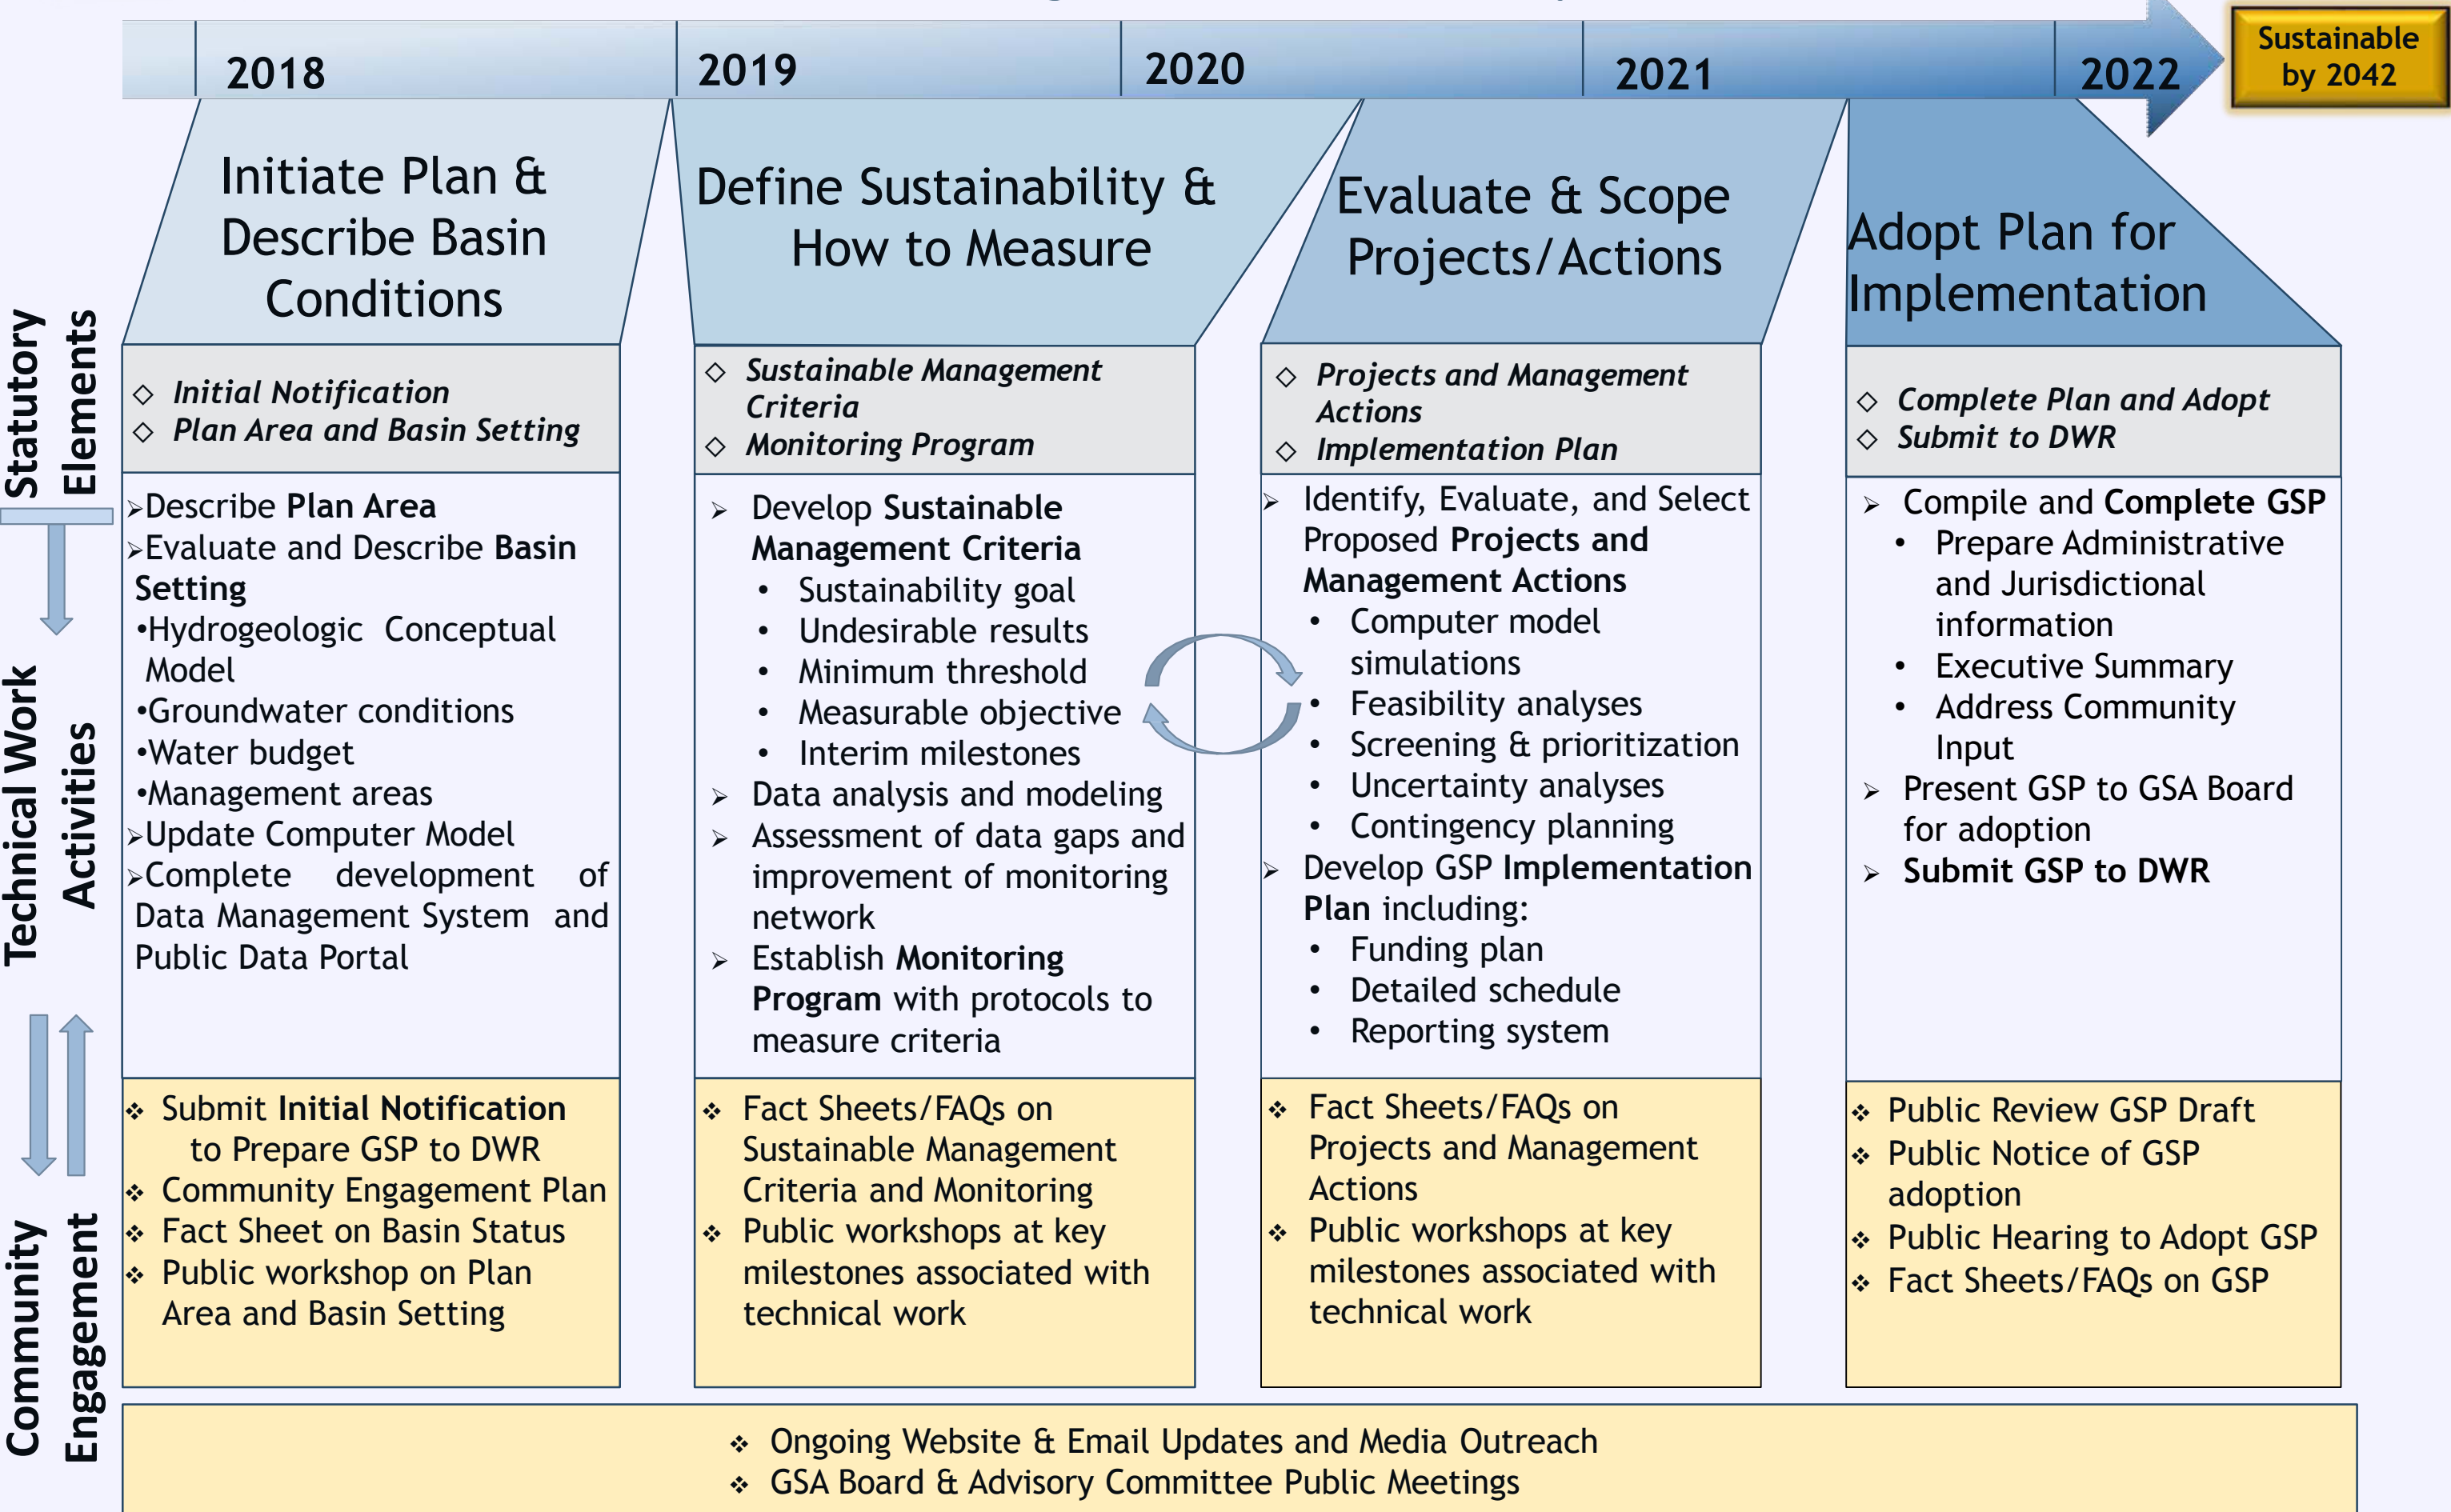 2018
2019
2020
2021
2022
Sustainable
by 2042
Initiate Plan &
Describe Basin
Conditions
Define Sustainability &
How to Measure
Evaluate & Scope
Projects/Actions
Adopt Plan for
Implementation
Statutory
Elements
◇ Initial Notification
◇ Plan Area and Basin Setting
◇ Sustainable Management
Criteria
◇ Monitoring Program
◇ Projects and Management
Actions
◇ Implementation Plan
◇ Complete Plan and Adopt
◇ Submit to DWR
Technical Work
Activities
➢Describe Plan Area
➢Evaluate and Describe Basin
Setting
•Hydrogeologic Conceptual
Model
•Groundwater conditions
•Water budget
•Management areas
➢Update Computer Model
➢Complete development of
Data Management System and
Public Data Portal
➢ Develop Sustainable
Management Criteria
• Sustainability goal
• Undesirable results
• Minimum threshold
• Measurable objective
• Interim milestones
➢ Data analysis and modeling
➢ Assessment of data gaps and
improvement of monitoring
network
➢ Establish Monitoring
Program with protocols to
measure criteria
➢ Identify, Evaluate, and Select
Proposed Projects and
Management Actions
• Computer model
simulations
• Feasibility analyses
• Screening & prioritization
• Uncertainty analyses
• Contingency planning
➢ Develop GSP Implementation
Plan including:
• Funding plan
• Detailed schedule
• Reporting system
➢ Compile and Complete GSP
• Prepare Administrative
and Jurisdictional
information
• Executive Summary
• Address Community
Input
➢ Present GSP to GSA Board
for adoption
➢ Submit GSP to DWR
Community
Engagement
❖ Submit Initial Notification
to Prepare GSP to DWR
❖ Community Engagement Plan
❖ Fact Sheet on Basin Status
❖ Public workshop on Plan
Area and Basin Setting
❖ Fact Sheets/FAQs on
Sustainable Management
Criteria and Monitoring
❖ Public workshops at key
milestones associated with
technical work
❖ Fact Sheets/FAQs on
Projects and Management
Actions
❖ Public workshops at key
milestones associated with
technical work
❖ Public Review GSP Draft
❖ Public Notice of GSP
adoption
❖ Public Hearing to Adopt GSP
❖ Fact Sheets/FAQs on GSP
❖ Ongoing Website & Email Updates and Media Outreach
❖ GSA Board & Advisory Committee Public Meetings